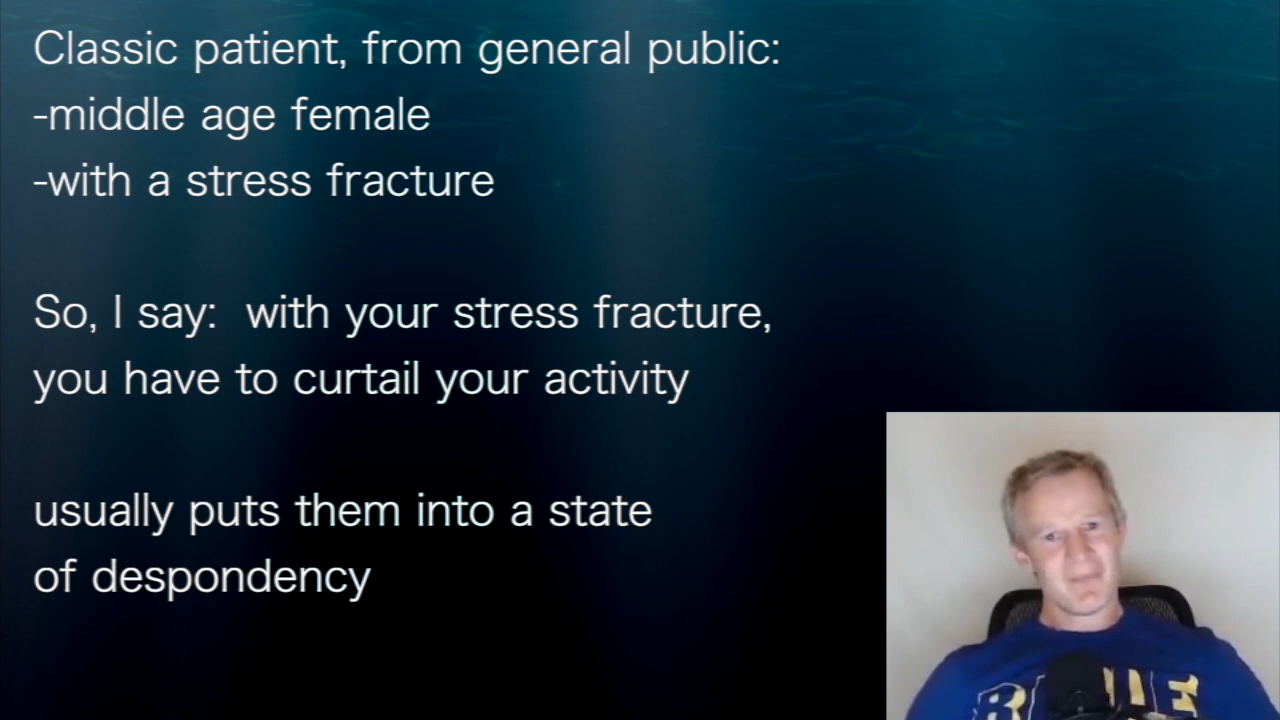 Classic patient, from general public:
-middle age female
-with a stress fracture
So, I say:  with your stress fracture,
you have to curtail your activity
usually puts them into a state
of despondency